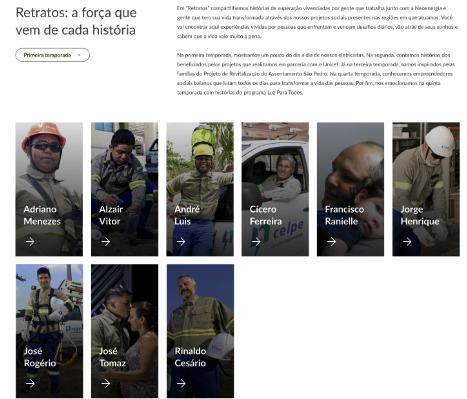 Retratos: a força que
vem de cada história
Primeira temporada
Em "Retratos" compartilhamos histórias de superação vivenciadas por gente que trabalha junto com a Neoenergia e
gente que tem sua vida transformada através dos nossos projetos sociais presentes nas regiões em que atuamos. Você
vai encontrar aqui experiências vividas por pessoas que enfrentam e vencem desafios diários, vão atrás de seus sonhos e
sabem que a vida vale muito a pena.
Na primeira temporada, mostramos um pouco do dia a dia de nossos eletricistas. Na segunda, contamos histórias dos
beneficiados pelos projetos que realizamos em parceria com o Unicef. Já na terceira temporada, somos inspirados pelas
famílias do Projeto de Revitalização do Assentamento São Pedro. Na quarta temporada, conhecemos empreendedores
sociais baianos que lutam todos os dias para transformar a vida das pessoas. Por fim, nos emocionamos na quinta
temporada com histórias do programa Luz Para Todos.
Adriano
Menezes
Alzair
Vitor
André
Luis
Cícero
Ferreira
celpe
Francisco
Ranielle
Jorge
Henrique
José
Rogério
José
Tomaz
Rinaldo
Cesário